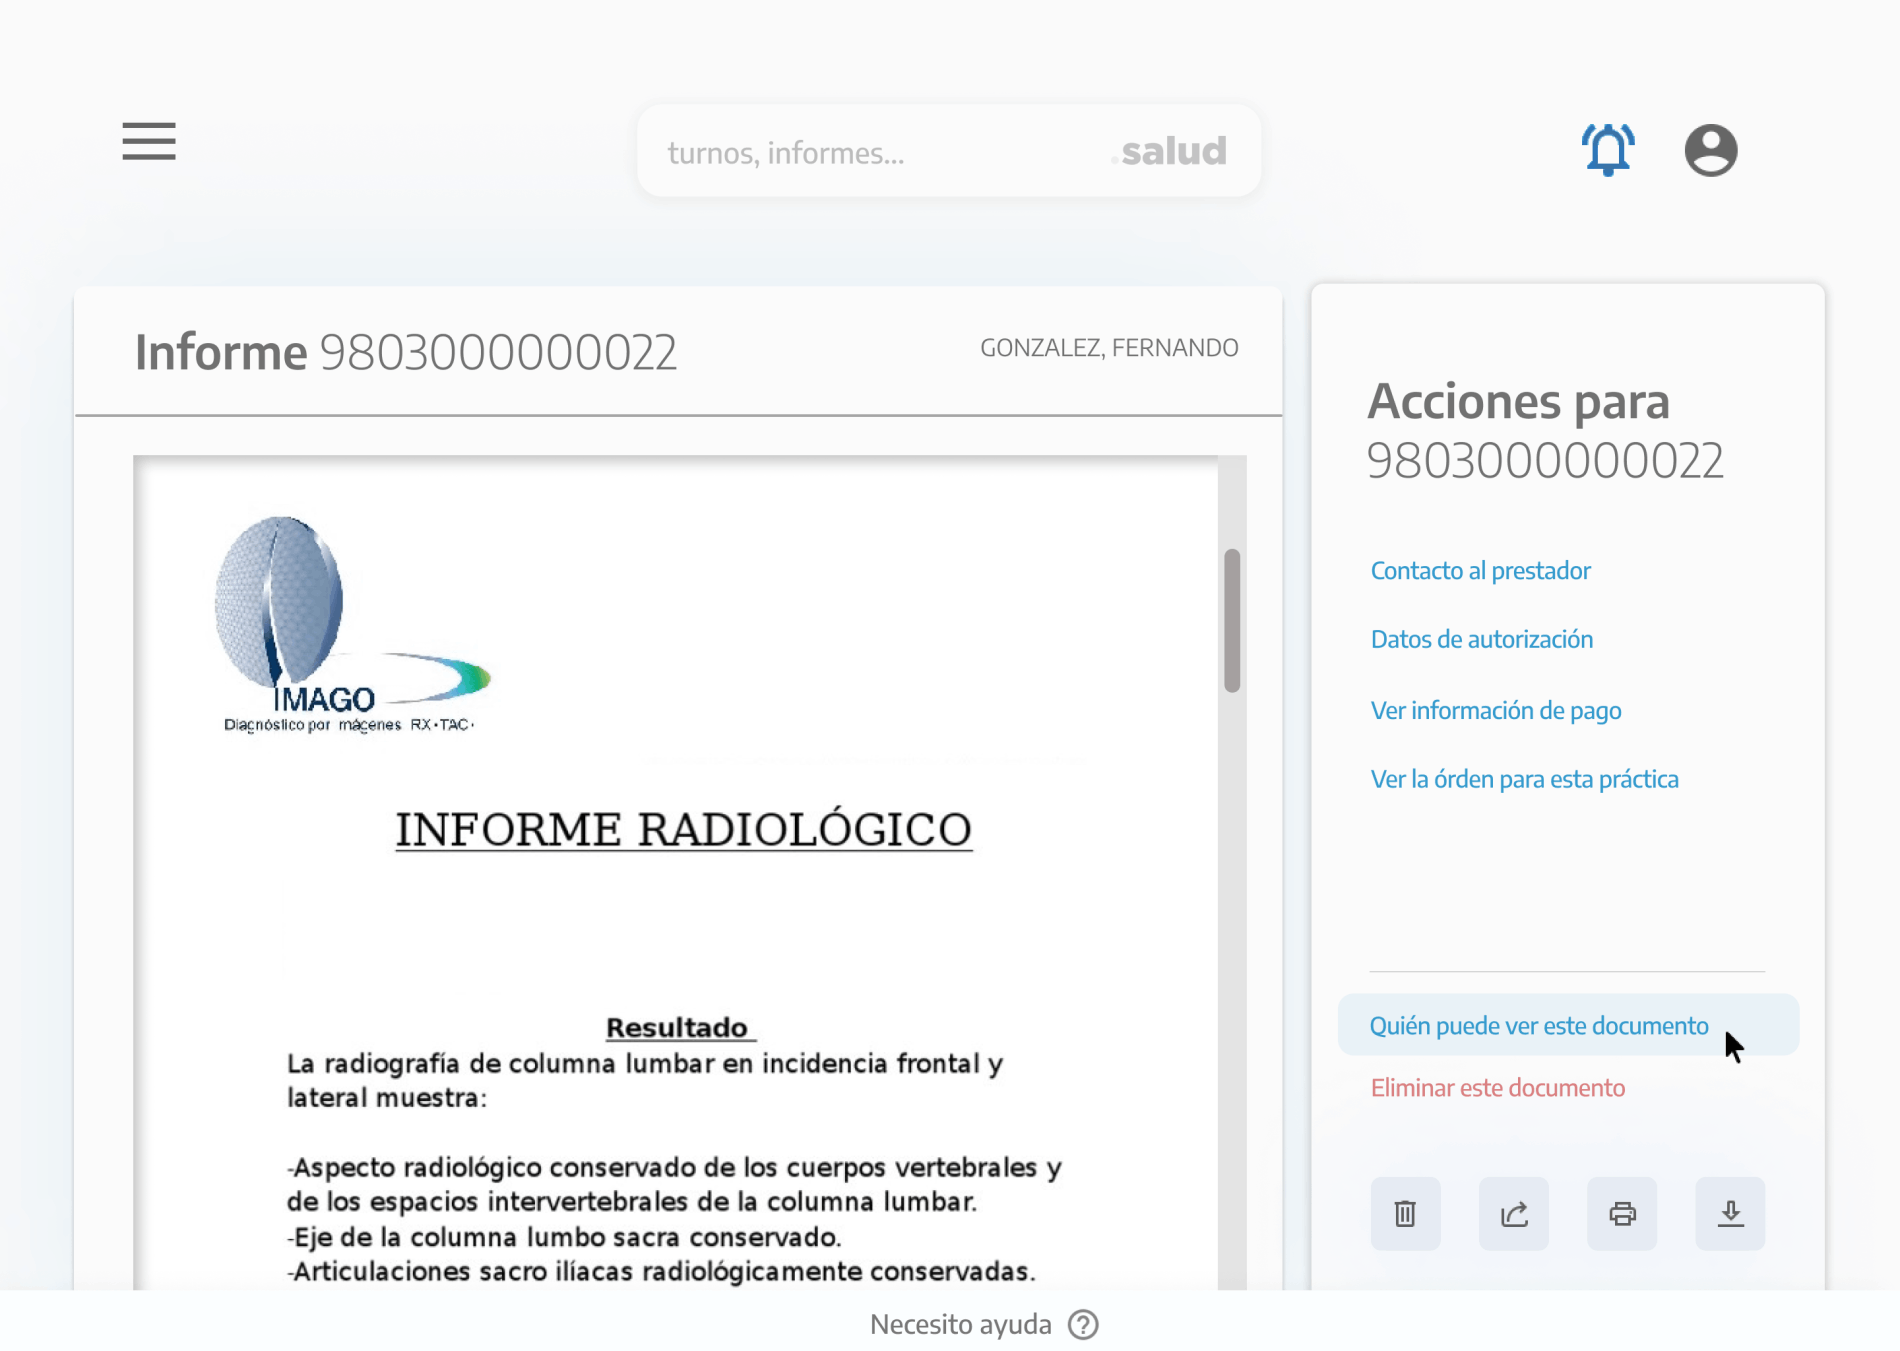 turnos, informes...
.salud
Informe 9803000000022
GONZALEZ, FERNANDO
IMAGO
Diagnóstico por mágenes RX•TAC•
INFORME RADIOLÓGICO
Resultado
La radiografía de columna lumbar en incidencia frontal y
lateral muestra:
-Aspecto radiológico conservado de los cuerpos vertebrales y
de los espacios intervertebrales de la columna lumbar.
-Eje de la columna lumbo sacra conservado.
-Articulaciones sacro ilíacas radiológicamente conservadas.
Acciones para
9803000000022
Contacto al prestador
Datos de autorización
Ver información de pago
Ver la órden para esta práctica
Quién puede ver este documento
Eliminar este documento
Necesito ayuda ?